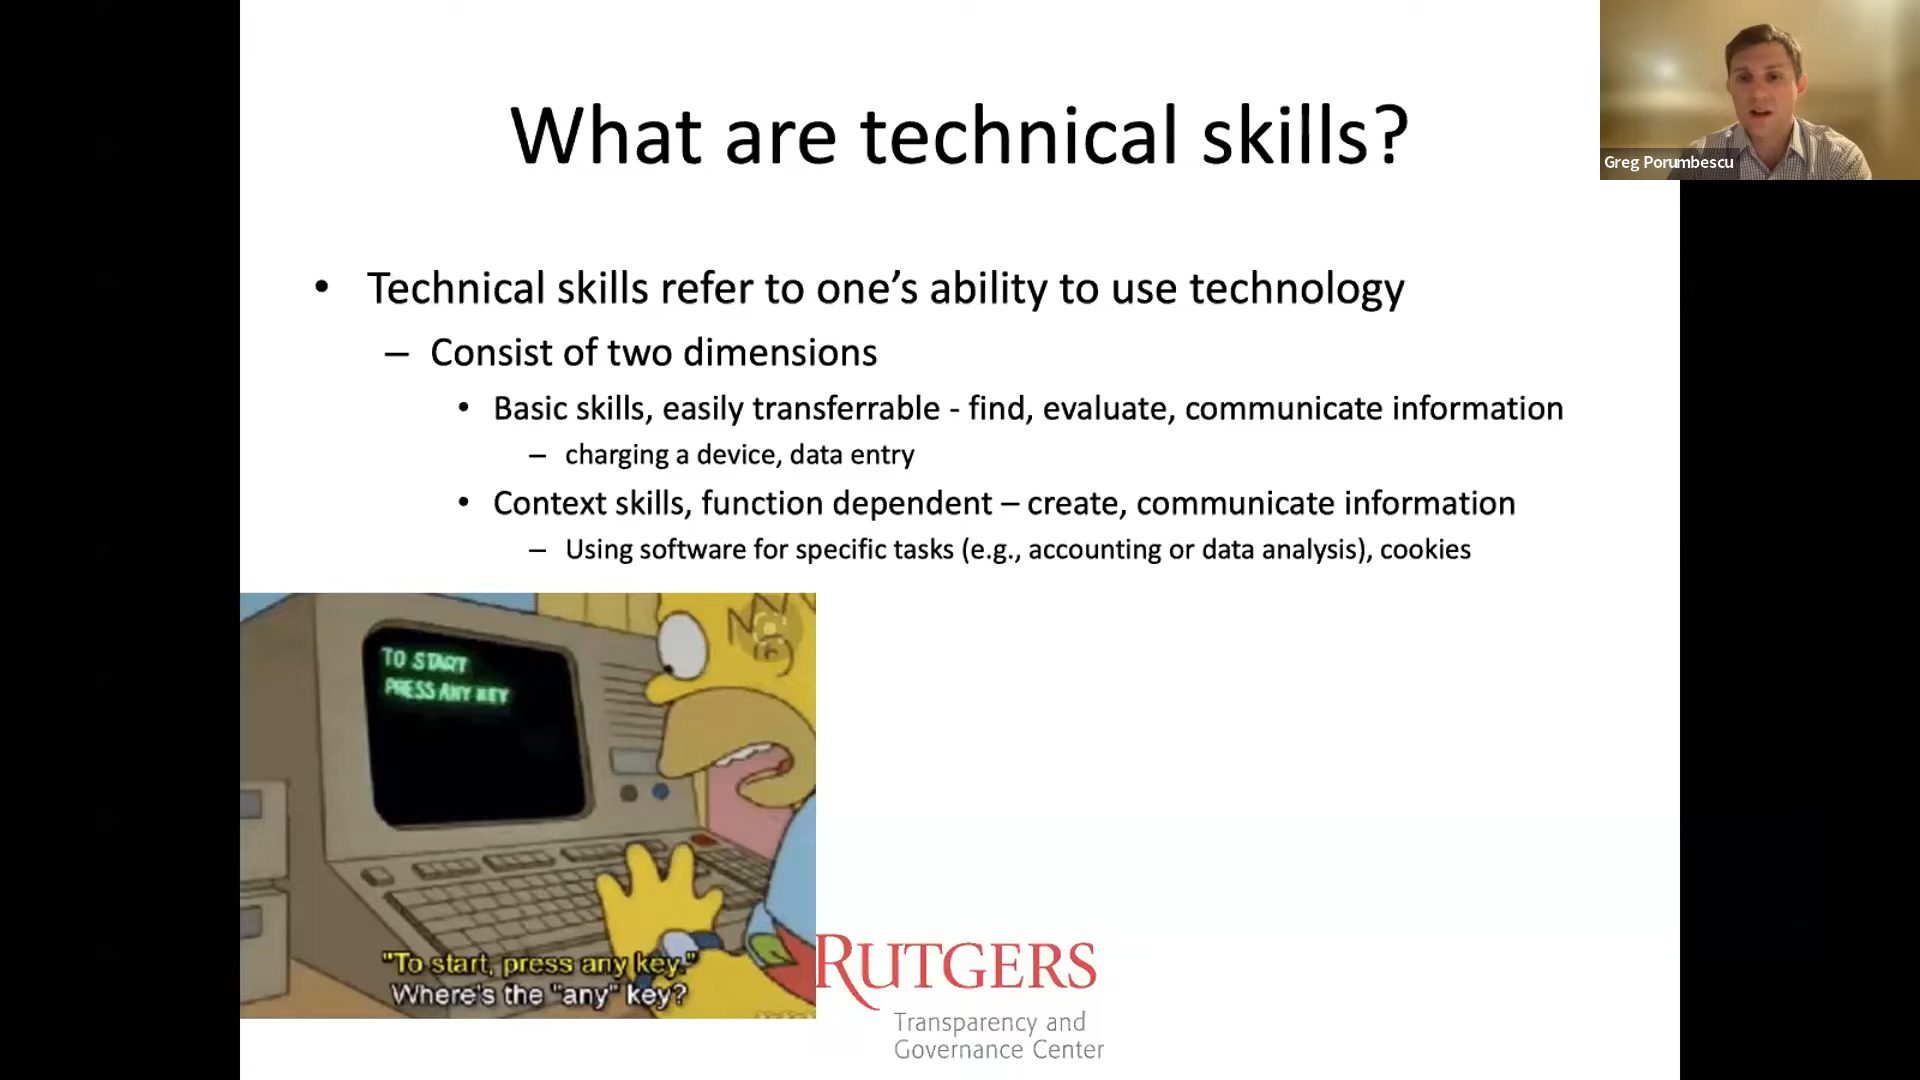 What are technical skills?
Greg Porumbescu
• Technical skills refer to one’s ability to use technology
– Consist of two dimensions
• Basic skills, easily transferrable - find, evaluate, communicate information
– charging a device, data entry
• Context skills, function dependent – create, communicate information
– Using software for specific tasks (e.g., accounting or data analysis), cookies
TO START
PRESS ANY KEY
"To start, press any key."
Where's the "any" key?
RUTGERS
Transparency and
Governance Center